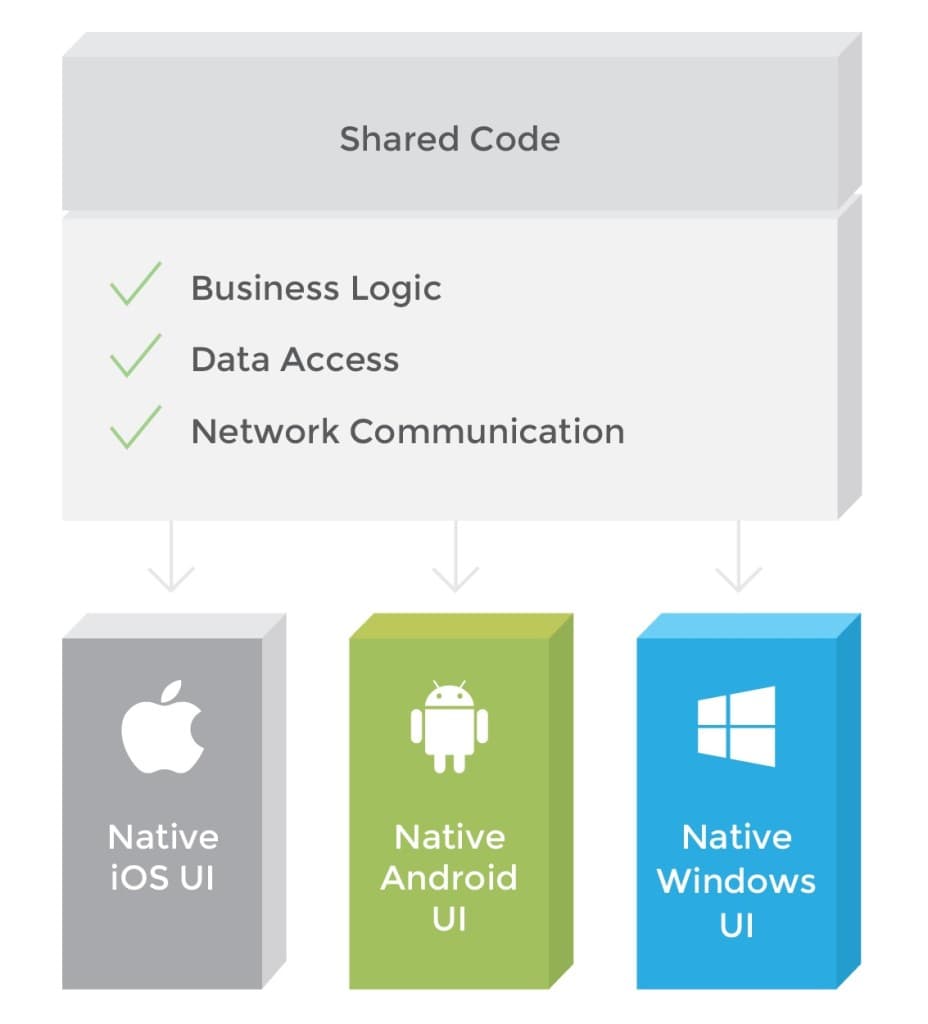 Shared Code
Business Logic
Data Access
Network Communication
Native
iOS UI
Native
Android
UI
Native
Windows
UI